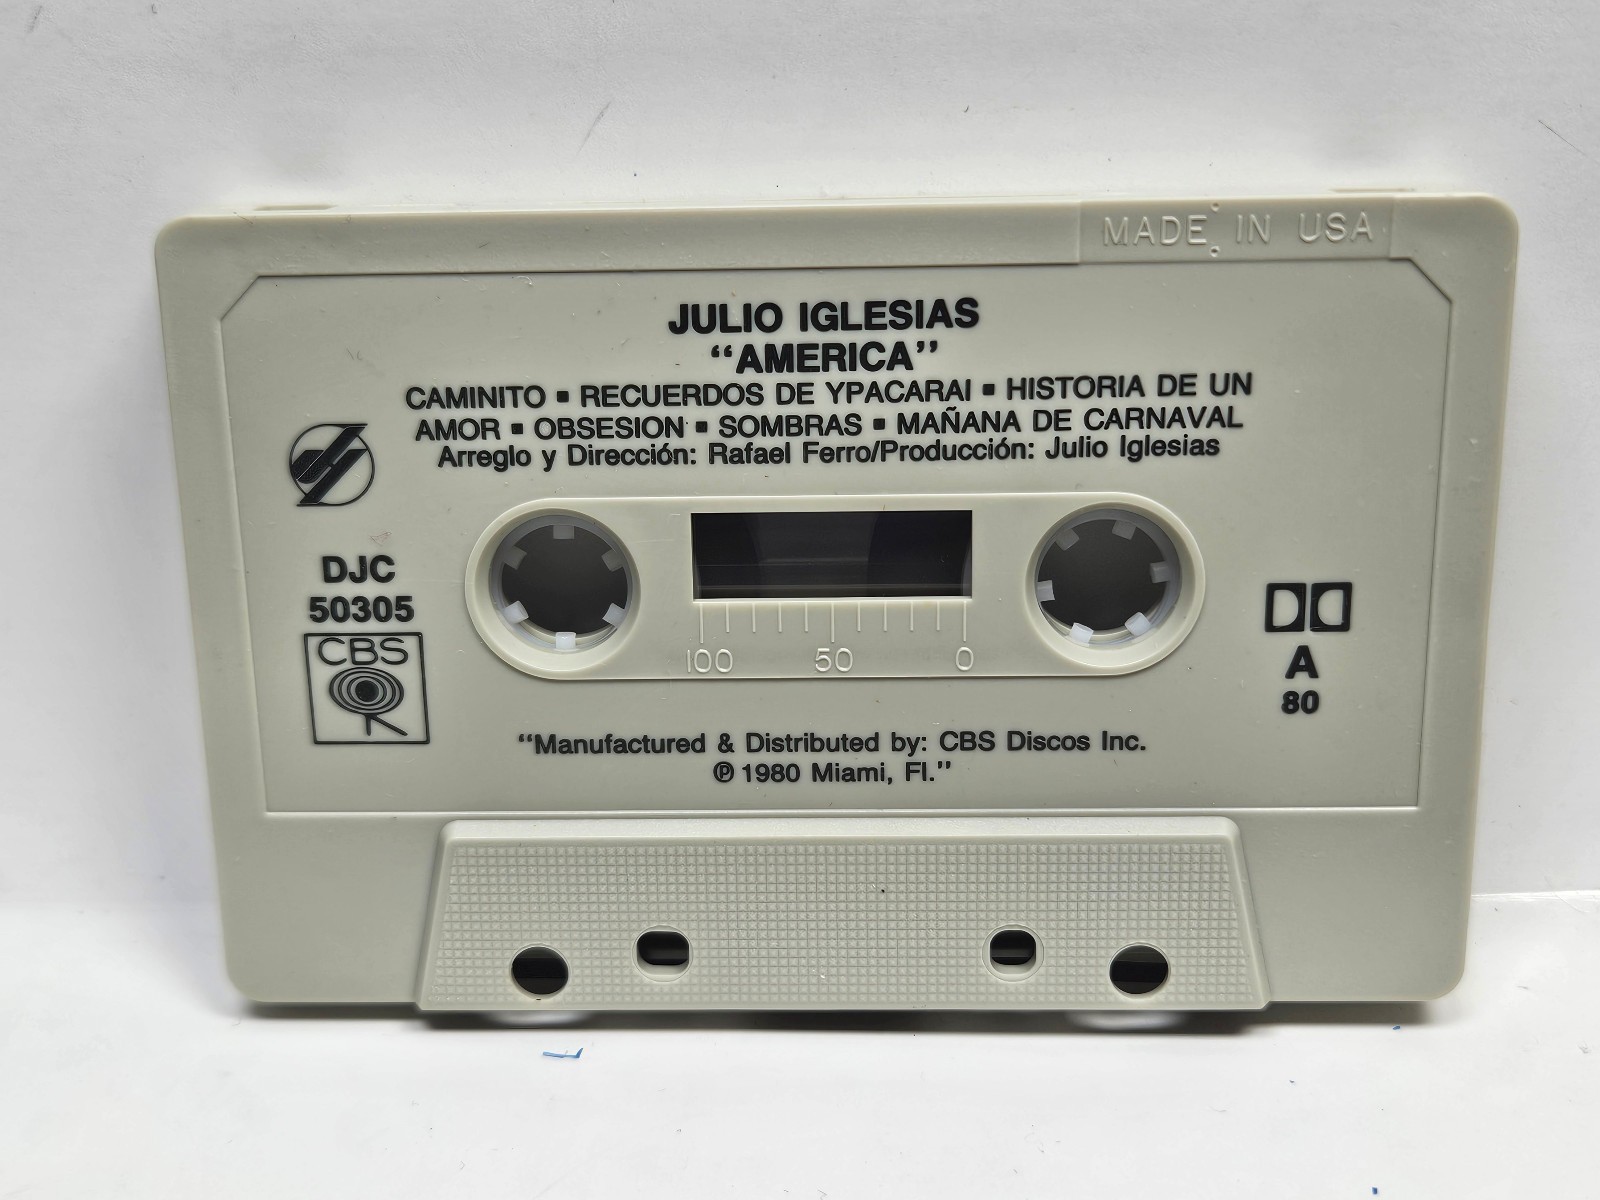 MADE IN USA
JULIO IGLESIAS
“AMERICA”
CAMINITO ▪ RECUERDOS DE YPACARAI ▪ HISTORIA DE UN
AMOR ▪ OBSESION ▪ SOMBRAS ▪ MAÑANA DE CARNAVAL
Arreglo y Dirección: Rafael Ferro/Producción: Julio Iglesias
DJC
50305
CBS
100 50 0
A
80
“Manufactured & Distributed by: CBS Discos Inc.
℗ 1980 Miami, Fl.”